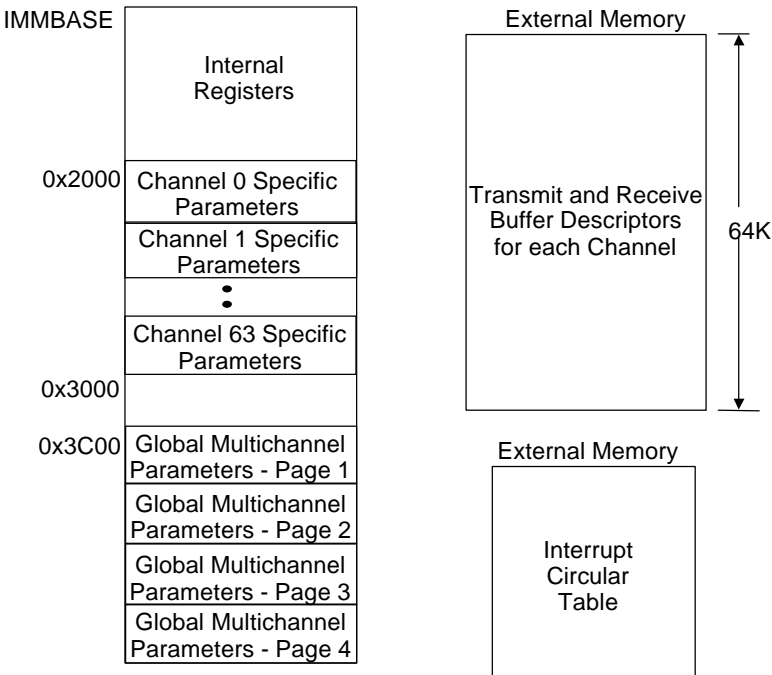 IMMBASE
Internal
Registers
0x2000
Channel 0 Specific
Parameters
Channel 1 Specific
Parameters
Channel 63 Specific
Parameters
0x3000
0x3C00
Global Multichannel
Parameters - Page 1
Global Multichannel
Parameters - Page 2
Global Multichannel
Parameters - Page 3
Global Multichannel
Parameters - Page 4
External Memory
Transmit and Receive
Buffer Descriptors
for each Channel
64K
External Memory
Interrupt
Circular
Table